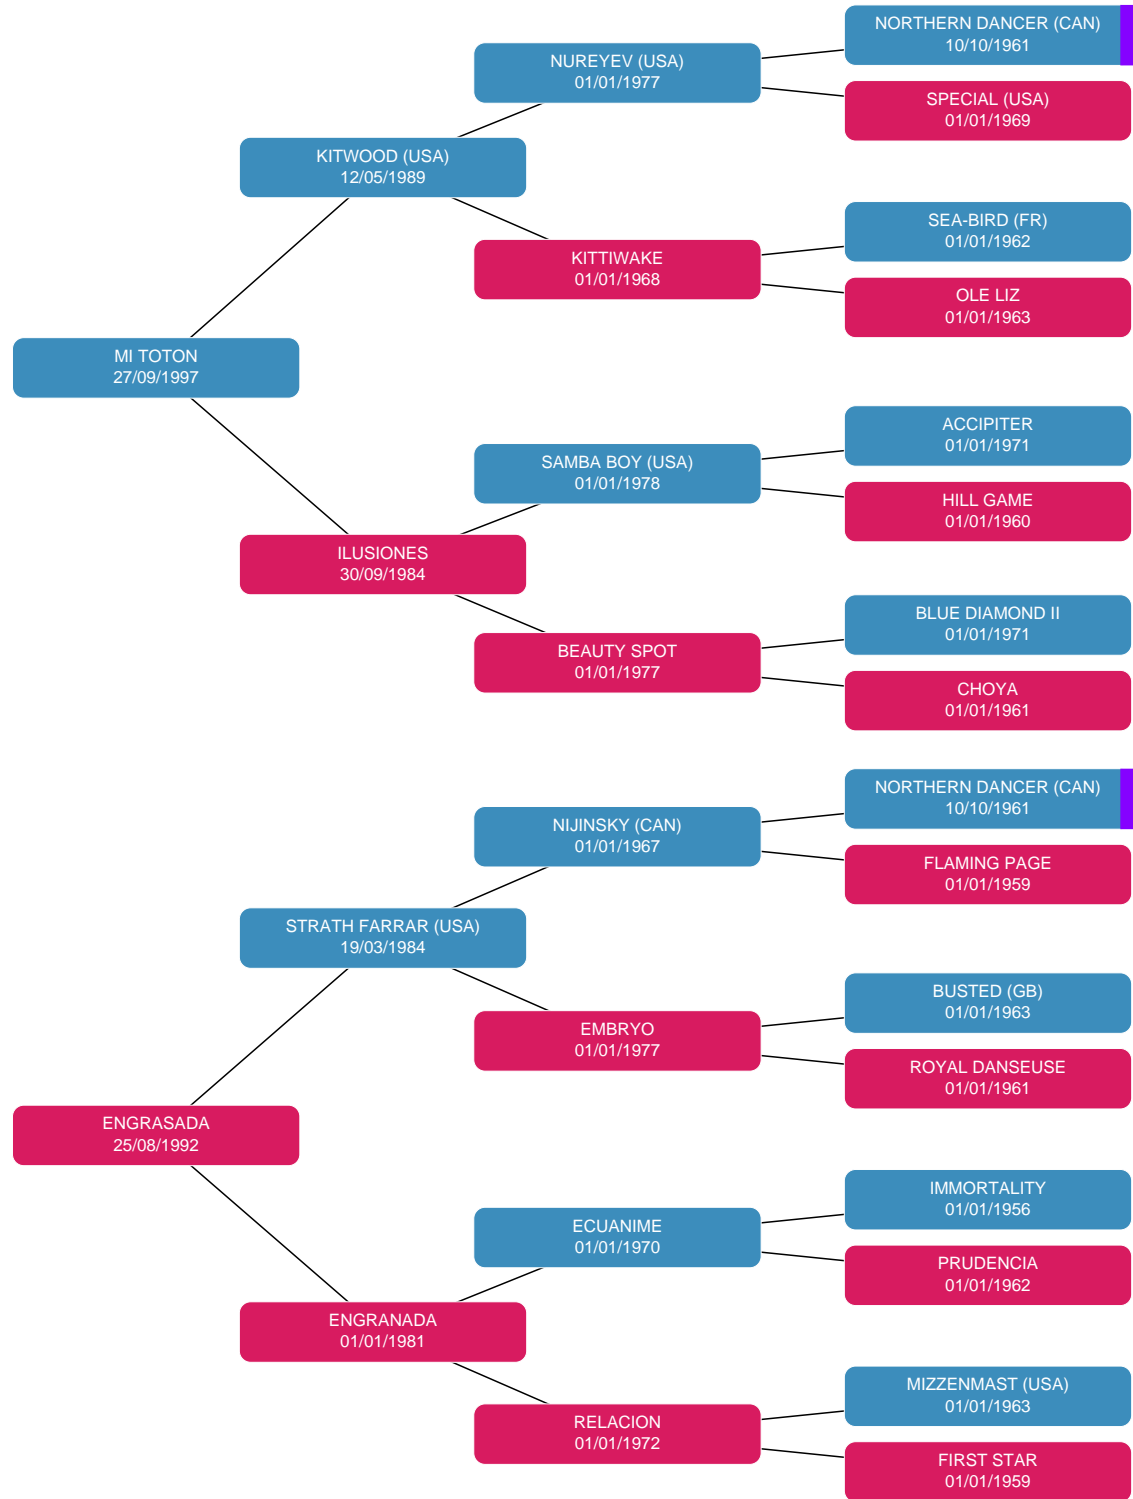 NORTHERN DANCER (CAN)
10/10/1961
NUREYEV (USA)
01/01/1977
SPECIAL (USA)
01/01/1969
KITWOOD (USA)
12/05/1989
SEA-BIRD (FR)
01/01/1962
KITTIWAKE
01/01/1968
OLE LIZ
01/01/1963
MI TOTON
27/09/1997
ACCIPITER
01/01/1971
SAMBA BOY (USA)
01/01/1978
HILL GAME
01/01/1960
ILUSIONES
30/09/1984
BLUE DIAMOND II
01/01/1971
BEAUTY SPOT
01/01/1977
CHOYA
01/01/1961
NORTHERN DANCER (CAN)
10/10/1961
NIJINSKY (CAN)
01/01/1967
FLAMING PAGE
01/01/1959
STRATH FARRAR (USA)
19/03/1984
BUSTED (GB)
01/01/1963
EMBRYO
01/01/1977
ROYAL DANSEUSE
01/01/1961
ENGRASADA
25/08/1992
IMMORTALITY
01/01/1956
ECUANIME
01/01/1970
PRUDENCIA
01/01/1962
ENGRANADA
01/01/1981
MIZZENMAST (USA)
01/01/1963
RELACION
01/01/1972
FIRST STAR
01/01/1959